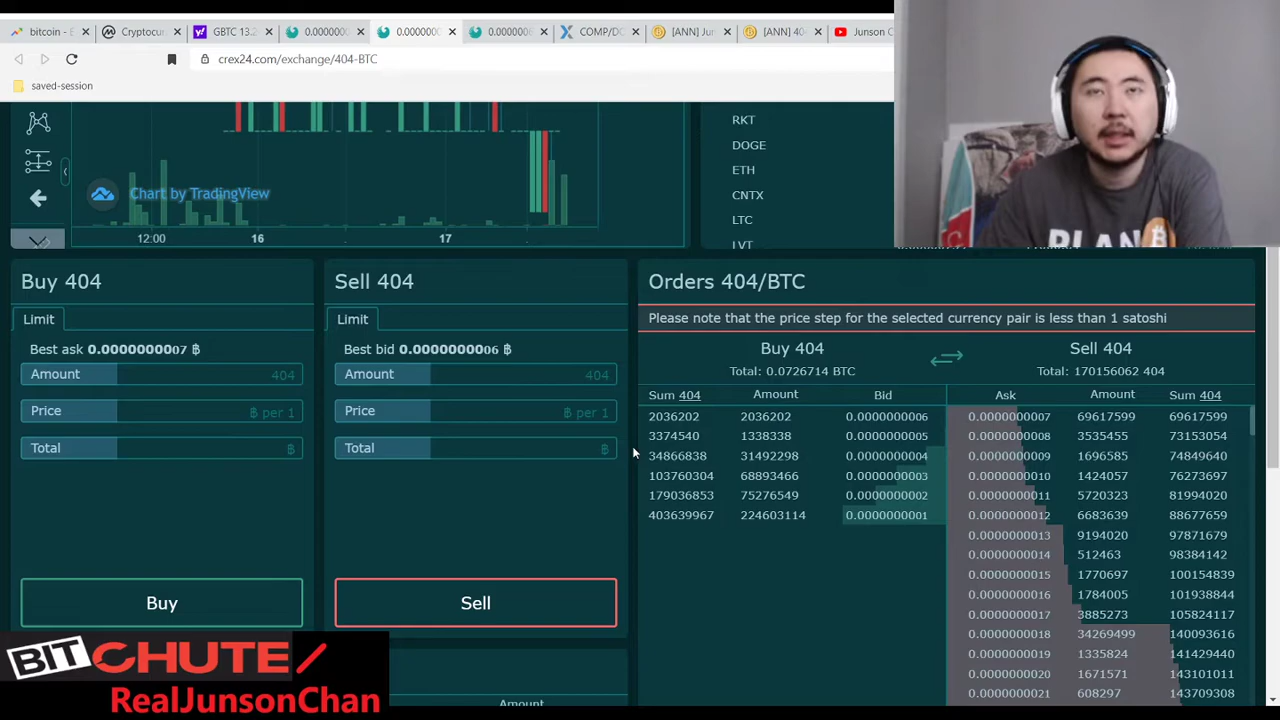 bitcoin - E
Cryptocur
GBTC 13.2
0.0000000
0.0000000
0.0000000
COMP/DO
[ANN] Jun
[ANN] 40
Junson C
crex24.com/exchange/404-BTC
saved-session
RKT
DOGE
ETH
CNTX
LTC
LVT
Chart by TradingView
12:00 16 17
PLAN
Buy 404
Limit
Best ask 0.0000000007 ₿
Amount 404
Price ₿ per 1
Total ₿
Buy
Sell 404
Limit
Best bid 0.0000000006 ₿
Amount 404
Price ₿ per 1
Total ₿
Sell
Orders 404/BTC
Please note that the price step for the selected currency pair is less than 1 satoshi
Buy 404 Sell 404
Total: 0.0726714 BTC Total: 170156062 404
Sum 404 Amount Bid Ask Amount Sum 404
2036202 2036202 0.0000000006 0.0000000007 69617599 69617599
3374540 1338338 0.0000000005 0.0000000008 3535455 73153054
34866838 31492298 0.0000000004 0.0000000009 1696585 74849640
103760304 68893466 0.0000000003 0.0000000010 1424057 76273697
179036853 75276549 0.0000000002 0.0000000011 5720323 81994020
403639967 224603114 0.0000000001 0.0000000012 6683639 88677659
0.0000000013 9194020 97871679
0.0000000014 512463 98384142
0.0000000015 1770697 100154839
0.0000000016 1784005 101938844
0.0000000017 3885273 105824117
0.0000000018 34269499 140093616
0.0000000019 1335824 141429440
0.0000000020 1671571 143101011
0.0000000021 608297 143709308
BITCHUTE/
RealJunsonChan
Amount